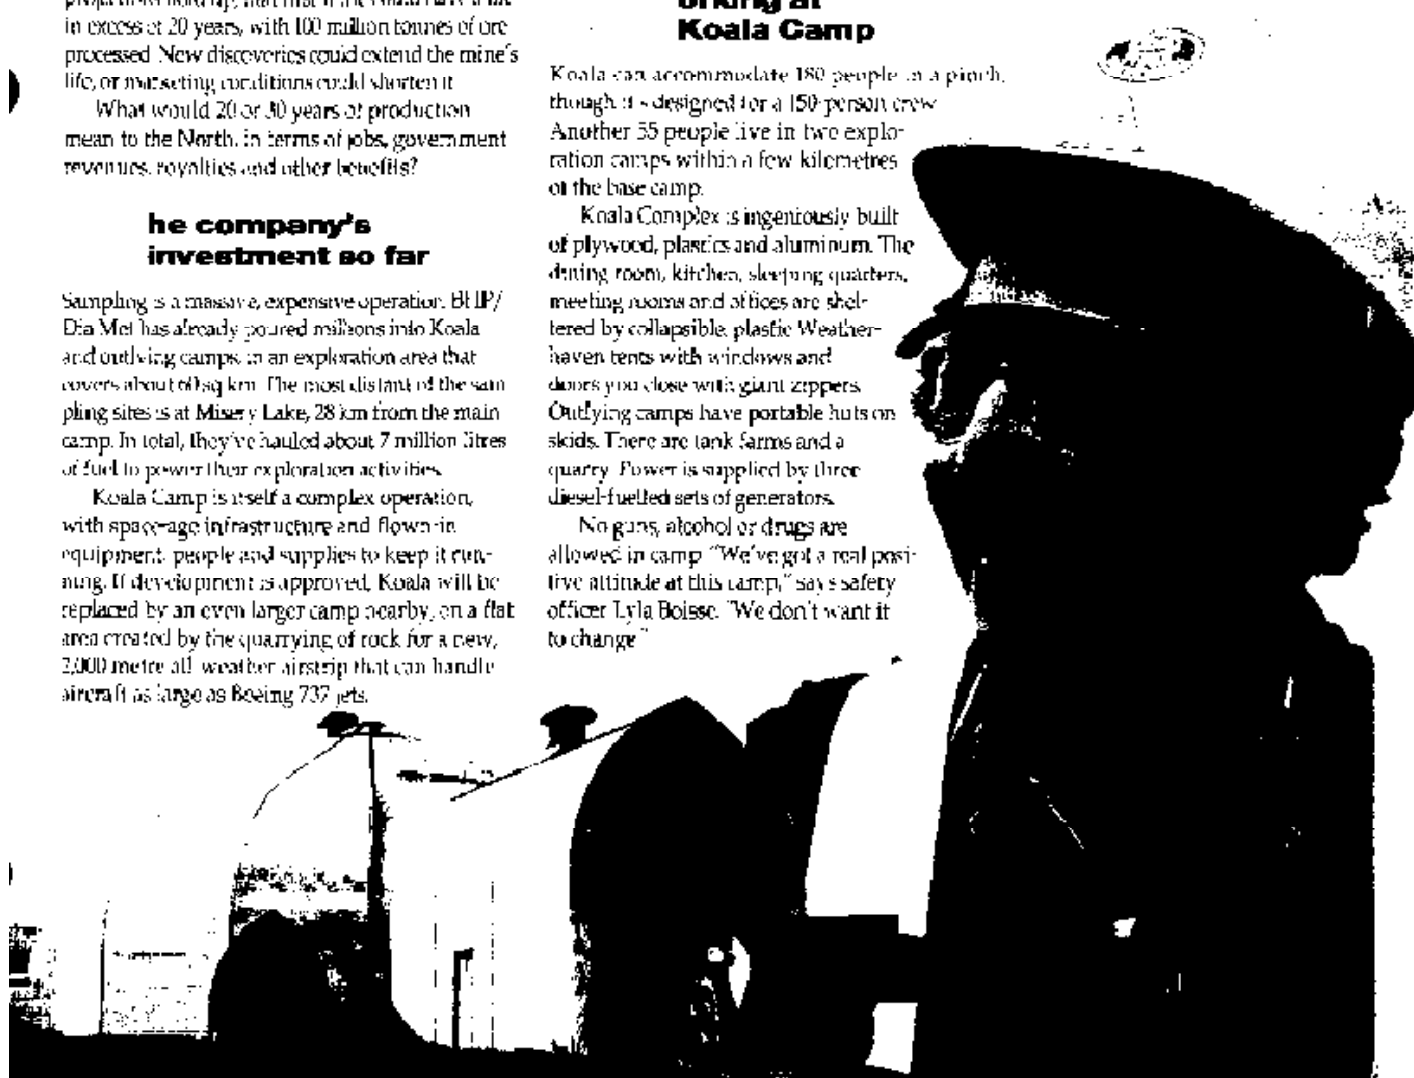 in excess of 20 years, with 100 million tonnes of ore
processed. New discoveries could extend the mine's
life, or marketing conditions could shorten it.
What would 20 or 30 years of production
mean to the North, in terms of jobs, government
revenues, royalties and other benefits?
he company's
investment so far
Sampling is a massive, expensive operation. BHP/
Dia Met has already poured millions into Koala
and outlying camps, in an exploration area that
covers about 60 sq km. The most distant of the sam
pling sites is at Misery Lake, 28 km from the main
camp. In total, they've hauled about 7 million litres
of fuel to power their exploration activities.
Koala Camp is itself a complex operation,
with space-age infrastructure and flown-in
equipment, people and supplies to keep it run-
ning. If development is approved, Koala will be
replaced by an even larger camp nearby, on a flat
area created by the quarrying of rock for a new,
2,000 metre all weather airstrip that can handle
aircraft as large as Boeing 737 jets.
orking at
Koala Camp
Koala can accommodate 180 people in a pinch,
though it's designed for a 150-person crew
Another 55 people live in two explo-
ration camps within a few kilometres
of the base camp.
Koala Complex is ingeniously built
of plywood, plastics and aluminum. The
dining room, kitchen, sleeping quarters,
meeting rooms and offices are shel-
tered by collapsible, plastic Weather-
haven tents with windows and
doors you close with giant zippers.
Outlying camps have portable huts on
skids. There are tank farms and a
quarry. Power is supplied by three
diesel-fuelled sets of generators.
No guns, alcohol or drugs are
allowed in camp. "We've got a real posi-
tive attitude at this camp," says safety
officer Lyla Boisse. "We don't want it
to change."